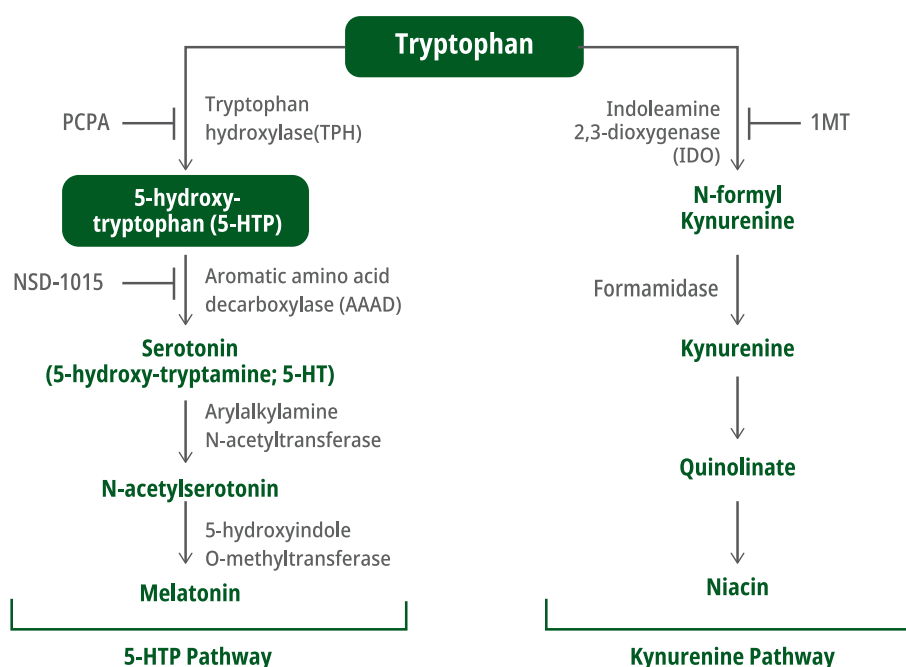 Tryptophan
PCPA
Tryptophan
hydroxylase(TPH)
Indoleamine
2,3-dioxygenase
(IDO)
1MT
5-hydroxy-
tryptophan (5-HTP)
N-formyl
Kynurenine
NSD-1015
Aromatic amino acid
decarboxylase (AAAD)
Formamidase
Serotonin
(5-hydroxy-tryptamine; 5-HT)
Kynurenine
Arylalkylamine
N-acetyltransferase
N-acetylserotonin
Quinolinate
5-hydroxyindole
O-methyltransferase
Melatonin
Niacin
5-HTP Pathway
Kynurenine Pathway